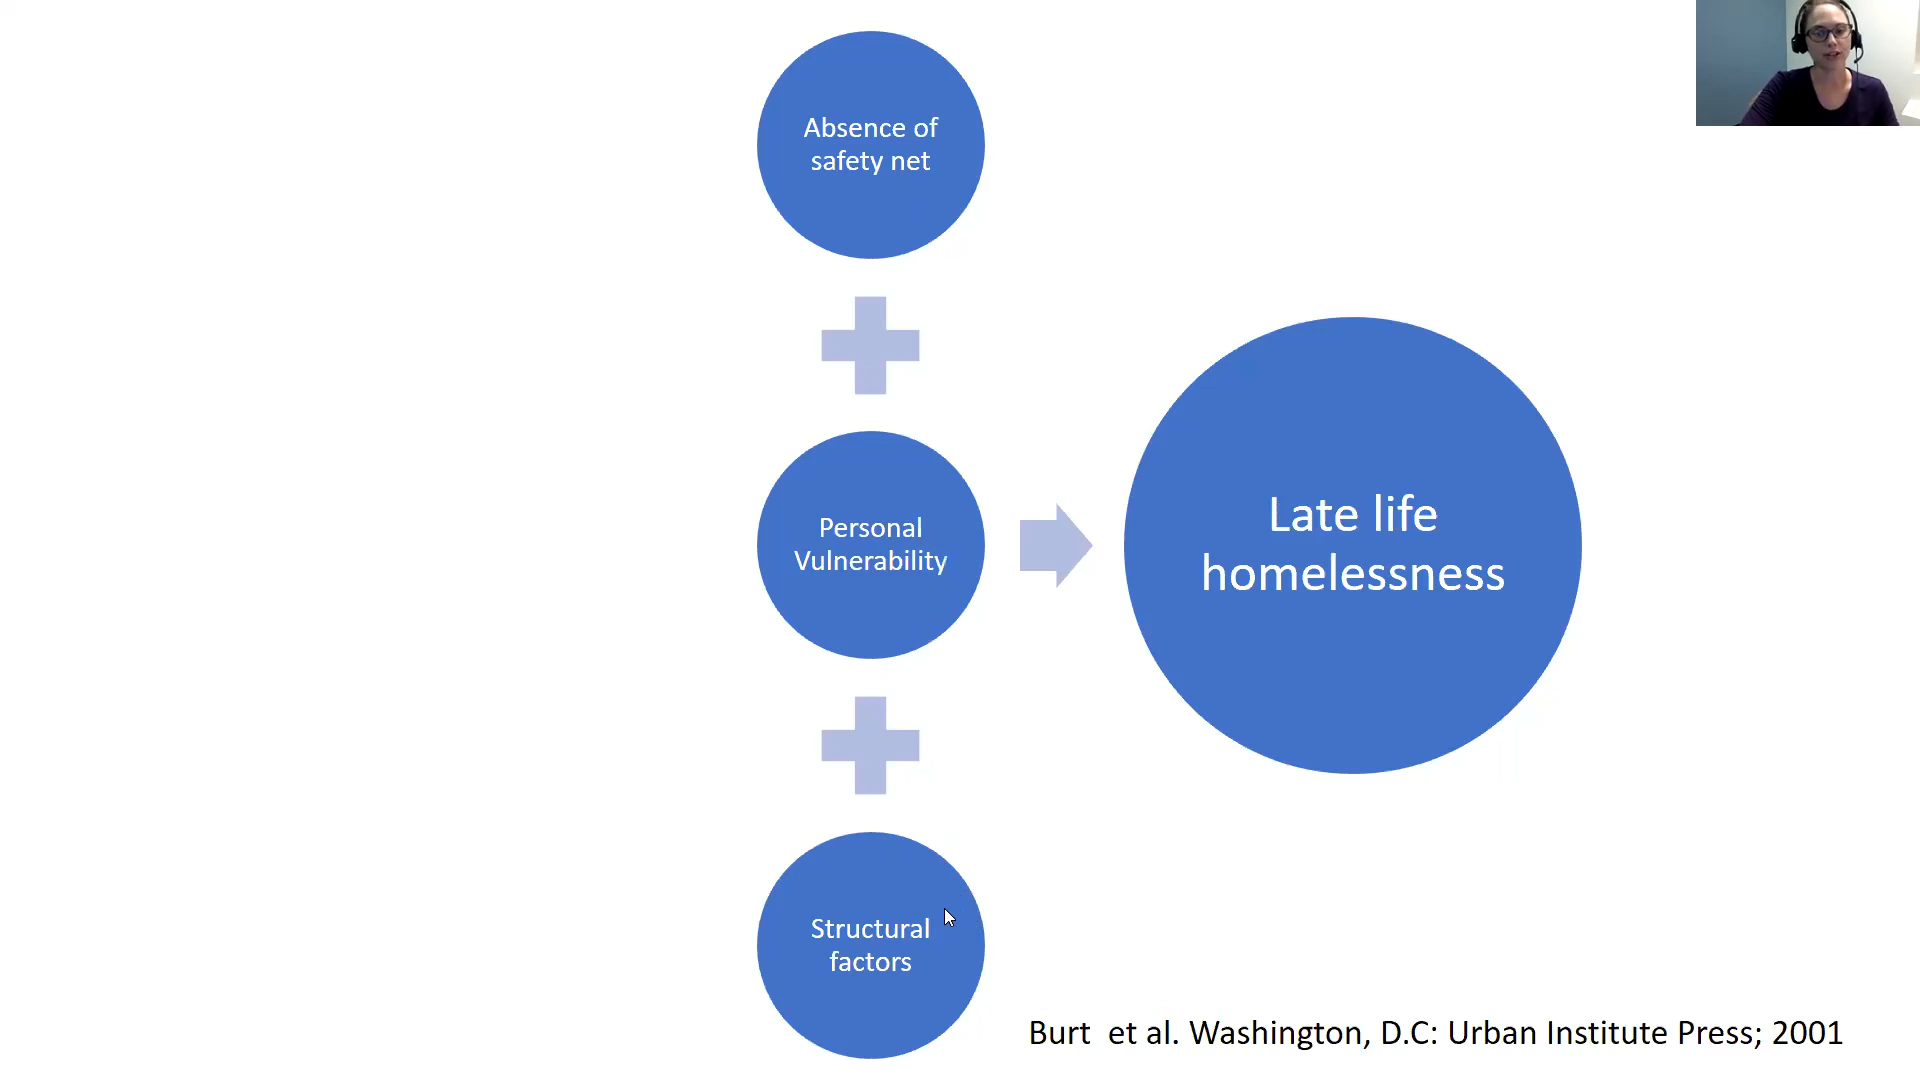 Absence of
safety net
Personal
Vulnerability
Late life
homelessness
Structural
factors
Burt  et al. Washington, D.C: Urban Institute Press; 2001